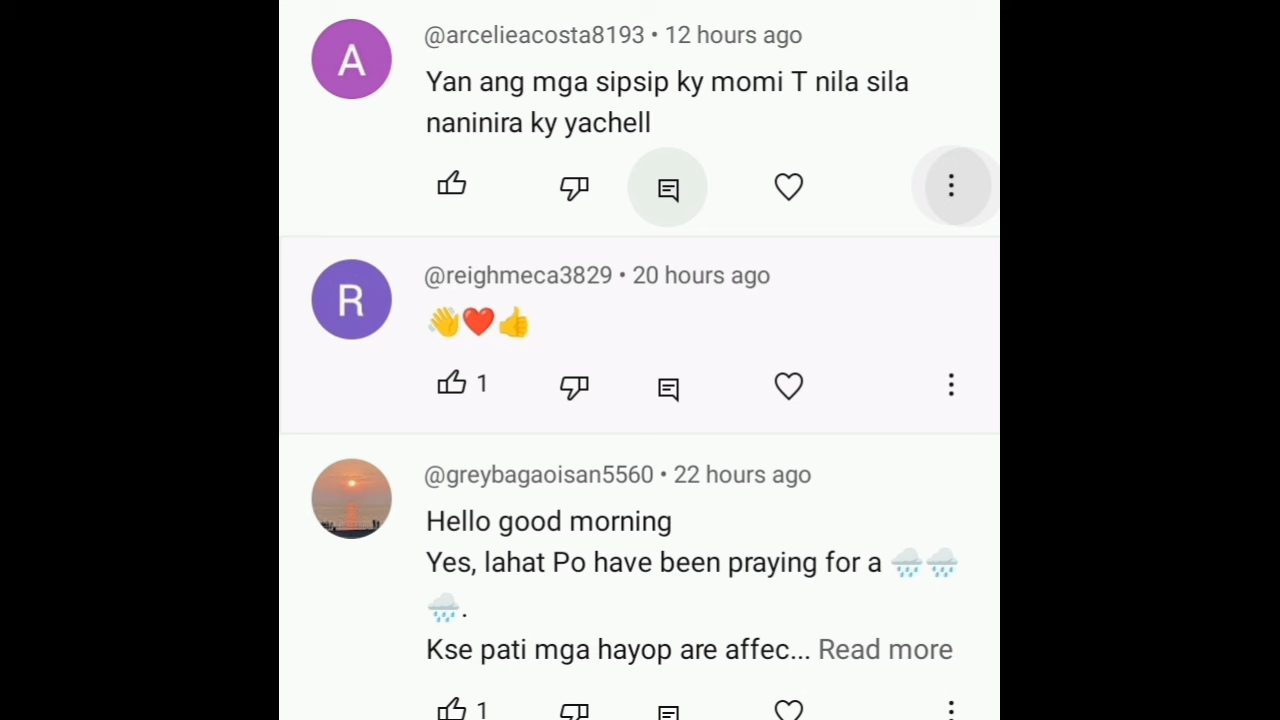 A
@arcelieacosta8193 • 12 hours ago
Yan ang mga sipsip ky momi T nila sila
naninira ky yachell
R
@reighmeca3829 • 20 hours ago
👋❤️👍
1
@greybagaoisan5560 • 22 hours ago
Hello good morning
Yes, lahat Po have been praying for a 🌧️🌧️
🌧️.
Kse pati mga hayop are affec... Read more
1